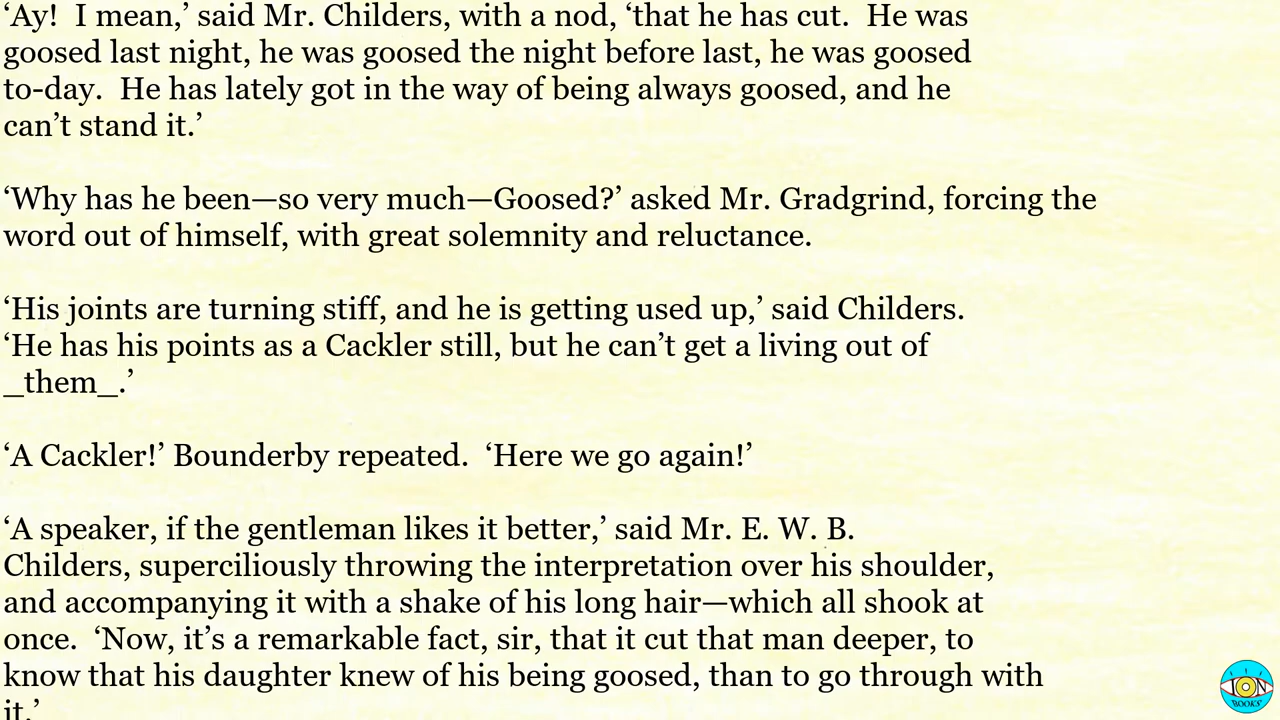 ‘Ay!  I mean,’ said Mr. Childers, with a nod, ‘that he has cut.  He was
goosed last night, he was goosed the night before last, he was goosed
to-day.  He has lately got in the way of being always goosed, and he
can’t stand it.’
‘Why has he been—so very much—Goosed?’ asked Mr. Gradgrind, forcing the
word out of himself, with great solemnity and reluctance.
‘His joints are turning stiff, and he is getting used up,’ said Childers.
‘He has his points as a Cackler still, but he can’t get a living out of
_them_.’
‘A Cackler!’ Bounderby repeated.  ‘Here we go again!’
‘A speaker, if the gentleman likes it better,’ said Mr. E. W. B.
Childers, superciliously throwing the interpretation over his shoulder,
and accompanying it with a shake of his long hair—which all shook at
once.  ‘Now, it’s a remarkable fact, sir, that it cut that man deeper, to
know that his daughter knew of his being goosed, than to go through with
it.’
ION
BOOKS